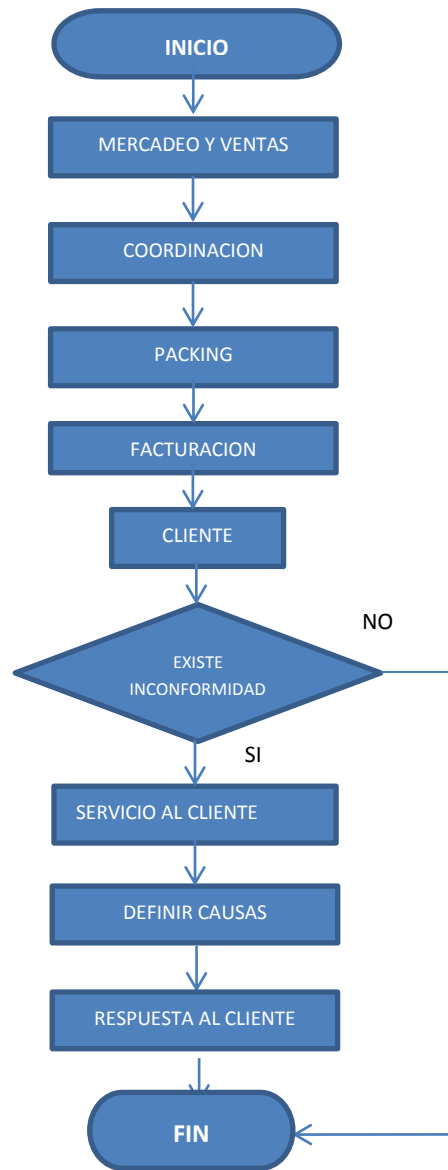 INICIO
MERCADEO Y VENTAS
COORDINACION
PACKING
FACTURACION
CLIENTE
NO
EXISTE
INCONFORMIDAD
SI
SERVICIO AL CLIENTE
DEFINIR CAUSAS
RESPUESTA AL CLIENTE
FIN